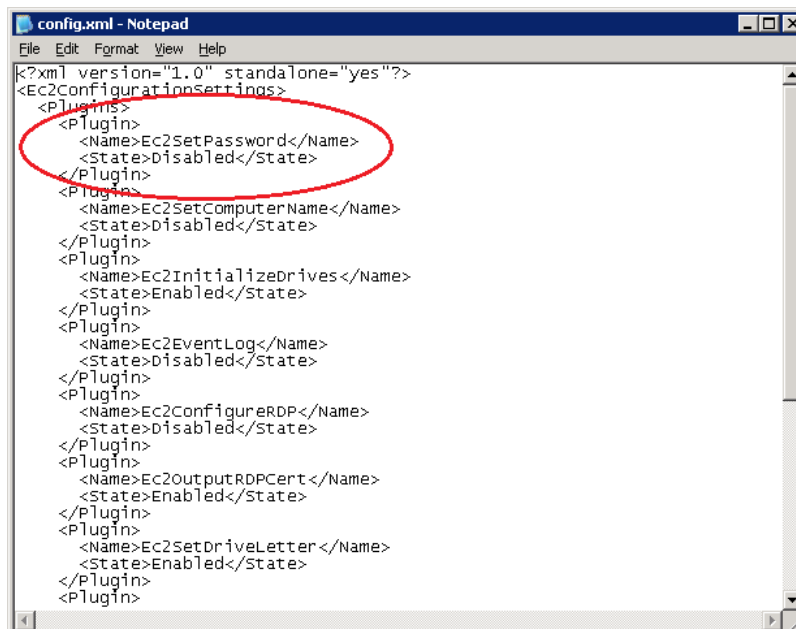 config.xml - Notepad
File Edit Format View Help
<?xml version="1.0" standalone="yes"?>
<Ec2ConfigurationSettings>
<Plugins>
<Plugin>
<Name>Ec2SetPassword</Name>
<State>Disabled</State>
</Plugin>
<Plugin>
<Name>Ec2SetComputerName</Name>
<State>Disabled</State>
</Plugin>
<Plugin>
<Name>Ec2InitializeDrives</Name>
<State>Enabled</State>
</Plugin>
<Plugin>
<Name>Ec2EventLog</Name>
<State>Disabled</State>
</Plugin>
<Plugin>
<Name>Ec2ConfigureRDP</Name>
<State>Disabled</State>
</Plugin>
<Plugin>
<Name>Ec2OutputRDPCert</Name>
<State>Enabled</State>
</Plugin>
<Plugin>
<Name>Ec2SetDriveLetter</Name>
<State>Enabled</State>
</Plugin>
<Plugin>